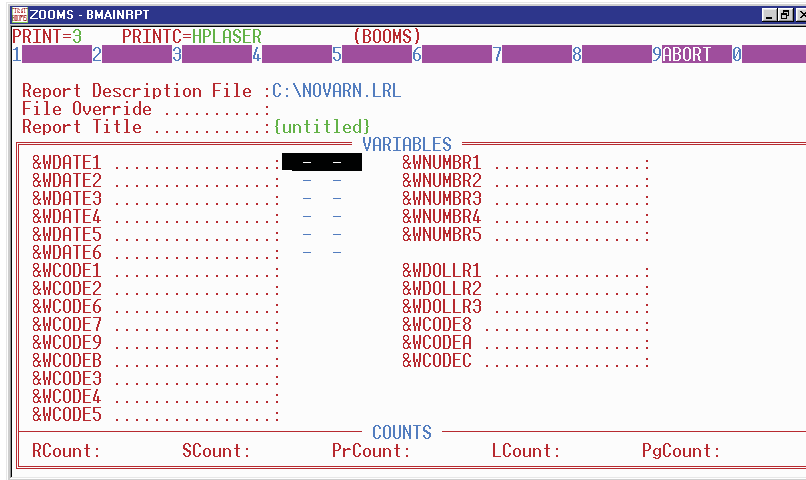 ZOOMS - BMAINRPT
PRINT=3 PRINTC=HPLASER (BOOMS)
1 2 3 4 5 6 7 8 9ABORT 0
Report Description File :C:\NOVARN.LRL
File Override ..........:
Report Title ...........:{untitled}
VARIABLES
&WDATE1 ................: - - &WNUMBR1 ...............:
&WDATE2 ................: - - &WNUMBR2 ...............:
&WDATE3 ................: - - &WNUMBR3 ...............:
&WDATE4 ................: - - &WNUMBR4 ...............:
&WDATE5 ................: - - &WNUMBR5 ...............:
&WDATE6 ................: - -
&WCODE1 ................: &WDOLLR1 ...............:
&WCODE2 ................: &WDOLLR2 ...............:
&WCODE6 ................: &WDOLLR3 ...............:
&WCODE7 ................: &WCODE8 ................:
&WCODE9 ................: &WCODEA ................:
&WCODEB ................: &WCODEC ................:
&WCODE3 ................:
&WCODE4 ................:
&WCODE5 ................:
COUNTS
RCount: SCount: PrCount: LCount: PgCount: